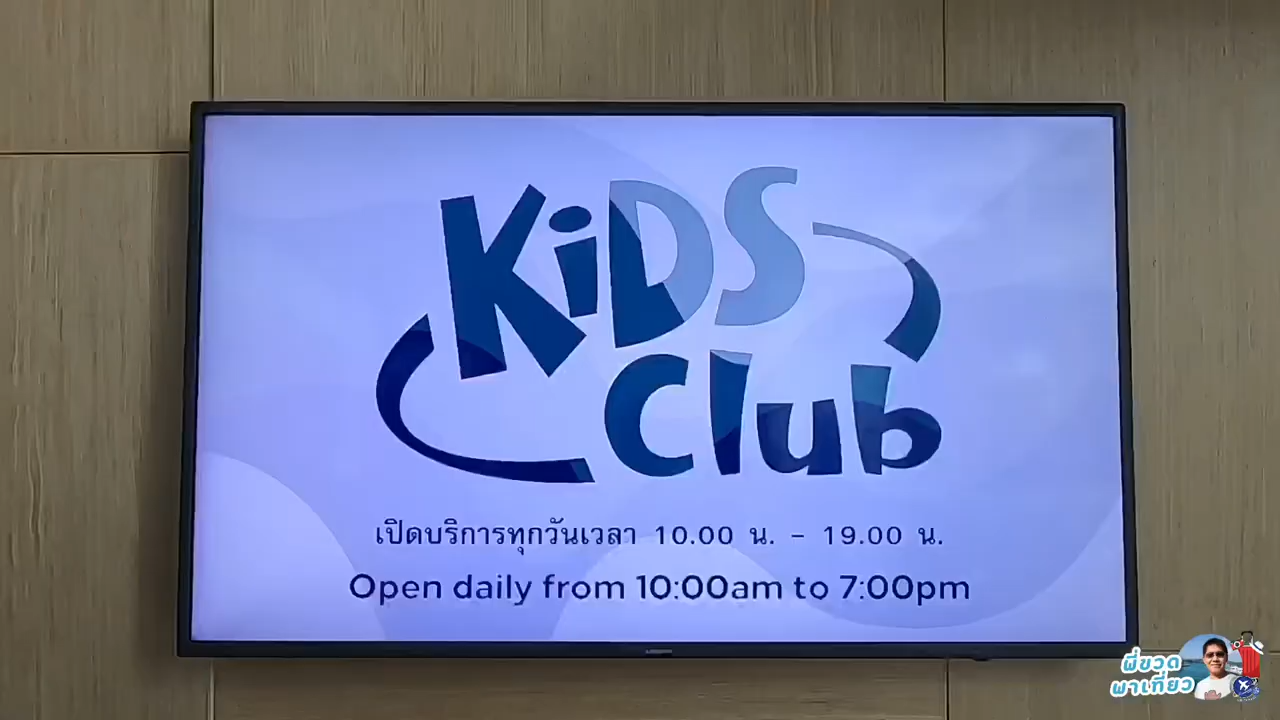 KiDS
Club
เปิดบริการทุกวันเวลา 10.00 น. - 19.00 น.
Open daily from 10:00am to 7:00pm
พี่ขวด
พาเที่ยว